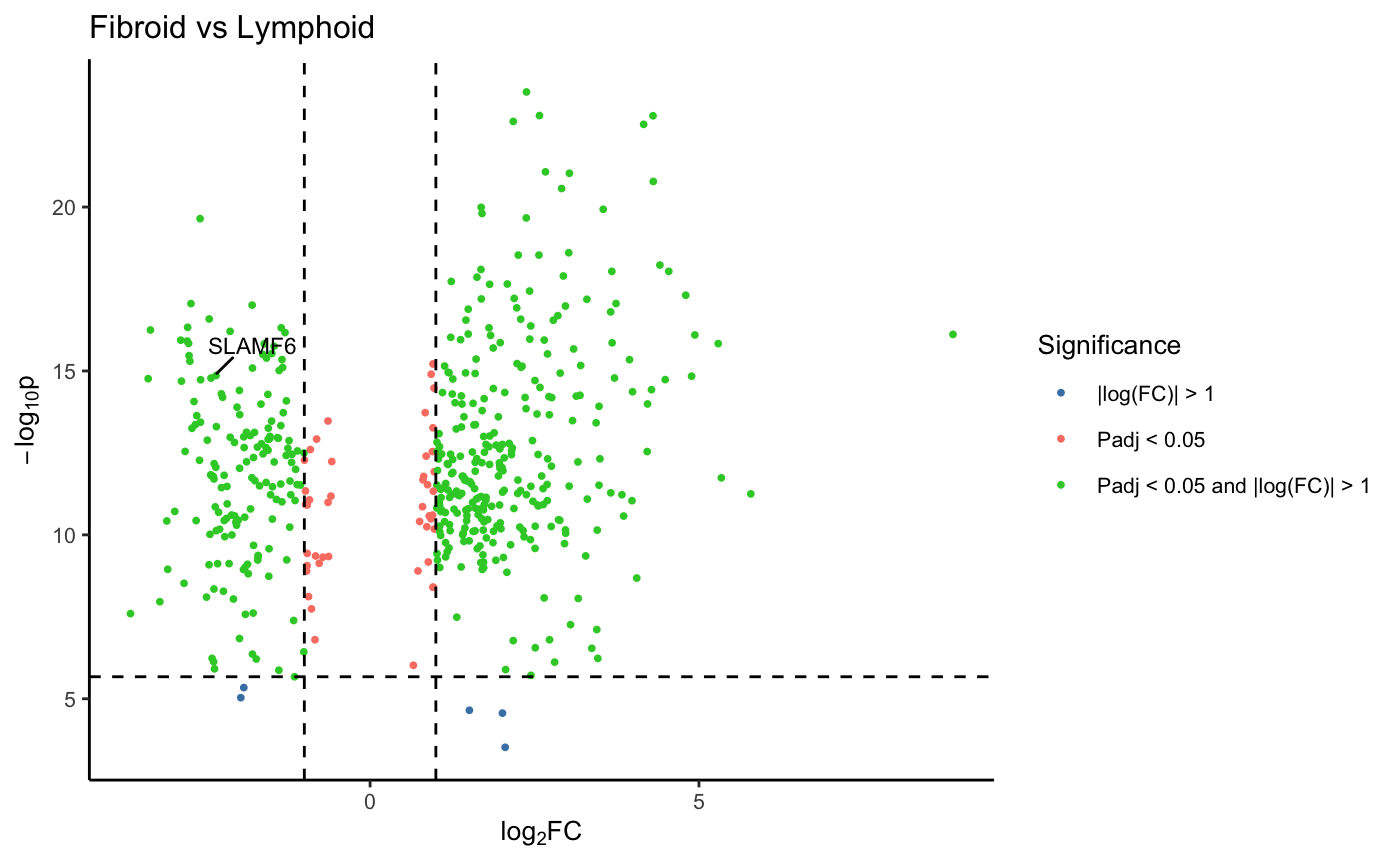 Fibroid vs Lymphoid
20
15
10
5
−log₁₀p
SLAMF6
0
5
log₂FC
Significance
|log(FC)| > 1
Padj < 0.05
Padj < 0.05 and |log(FC)| > 1